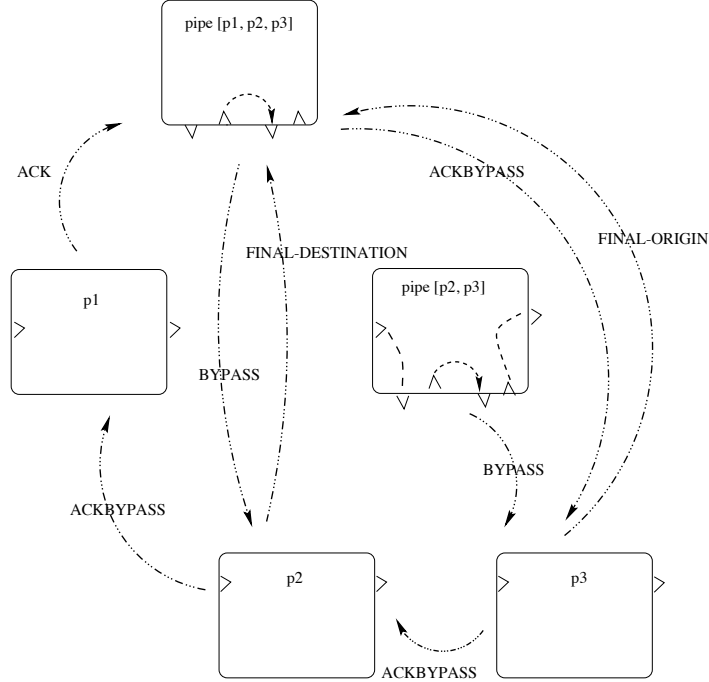 pipe [p1, p2, p3]
ACK
ACKBYPASS
FINAL-ORIGIN
FINAL-DESTINATION
p1
pipe [p2, p3]
BYPASS
BYPASS
ACKBYPASS
p2
p3
ACKBYPASS